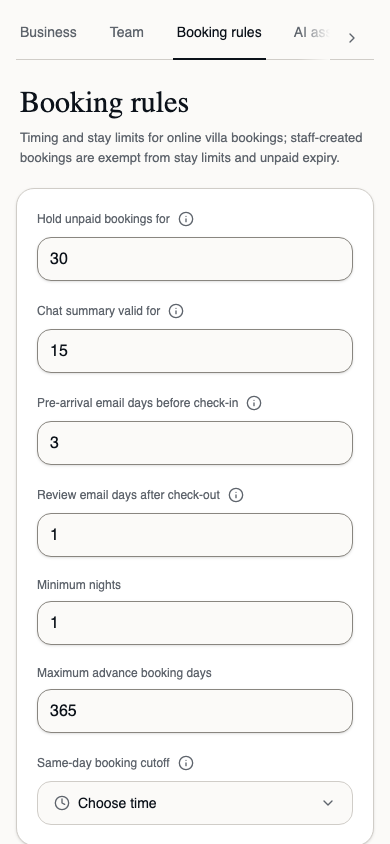 Business Team Booking rules AI
Booking rules
Timing and stay limits for online villa bookings; staff-created
bookings are exempt from stay limits and unpaid expiry.
Hold unpaid bookings for
30
Chat summary valid for
15
Pre-arrival email days before check-in
3
Review email days after check-out
1
Minimum nights
1
Maximum advance booking days
365
Same-day booking cutoff
Choose time